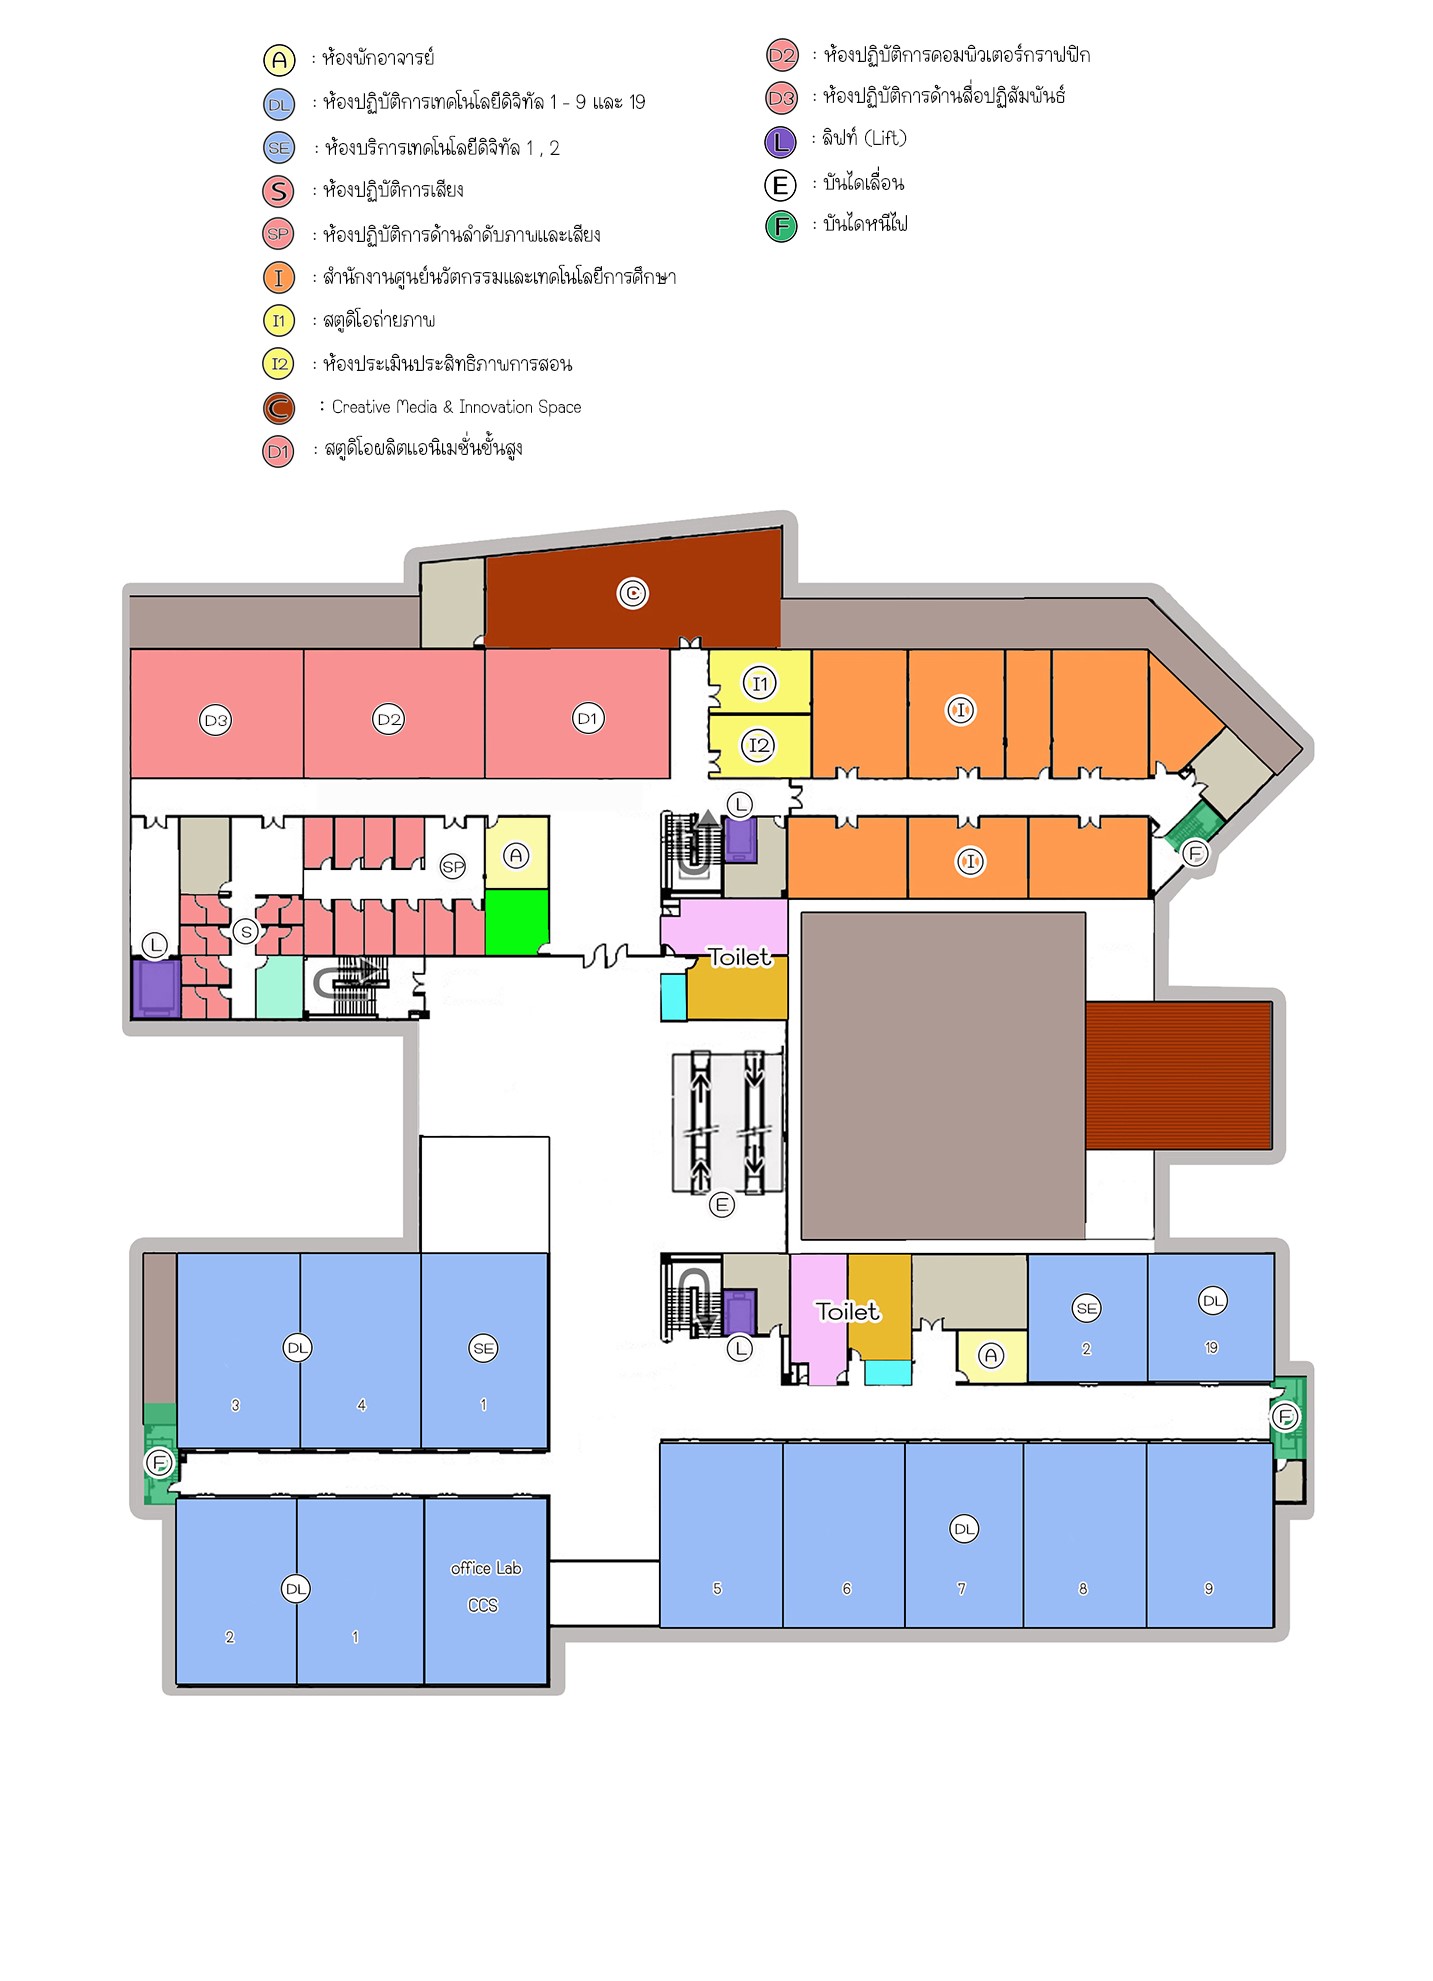 A : ห้องพักอาจารย์
DL : ห้องปฏิบัติการเทคโนโลยีดิจิทัล 1 - 9 และ 19
SE : ห้องบริการเทคโนโลยีดิจิทัล 1 , 2
S : ห้องปฏิบัติการเสียง
SP : ห้องปฏิบัติการด้านลำดับภาพและเสียง
I : สำนักงานศูนย์นวัตกรรมและเทคโนโลยีการศึกษา
I1 : สตูดิโอถ่ายภาพ
I2 : ห้องประเมินประสิทธิภาพการสอน
C : Creative Media & Innovation Space
D1 : สตูดิโอผลิตแอนิเมชั่นขั้นสูง
D2 : ห้องปฏิบัติการคอมพิวเตอร์กราฟฟิก
D3 : ห้องปฏิบัติการด้านสื่อปฏิสัมพันธ์
L : ลิฟท์ (Lift)
E : บันไดเลื่อน
F : บันไดหนีไฟ
C
I1
D3 D2 D1 I
I2
L
SP A I F
S
L Toilet
E
DL
SE
Toilet
DL SE L A
2 19
3 4 1
F
F
office Lab
DL
CCS
DL
5 6 7 8 9
2 1